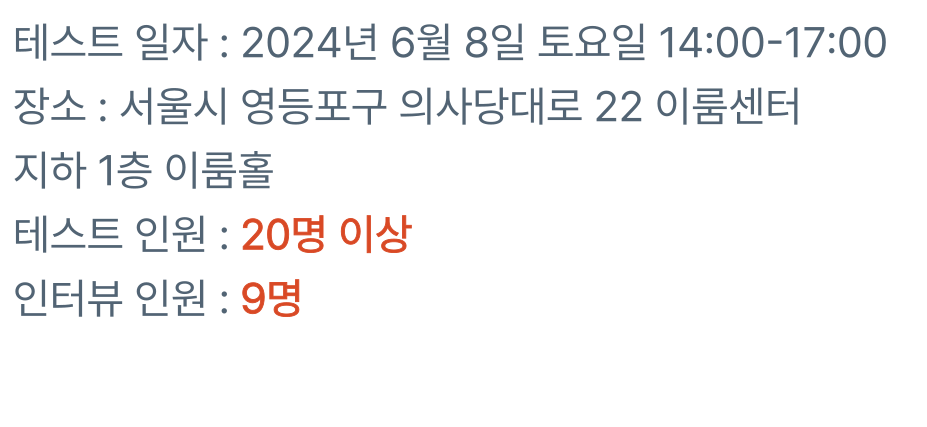 테스트 일자 : 2024년 6월 8일 토요일 14:00-17:00
장소 : 서울시 영등포구 의사당대로 22 이룸센터
지하 1층 이룸홀
테스트 인원 : 20명 이상
인터뷰 인원 : 9명